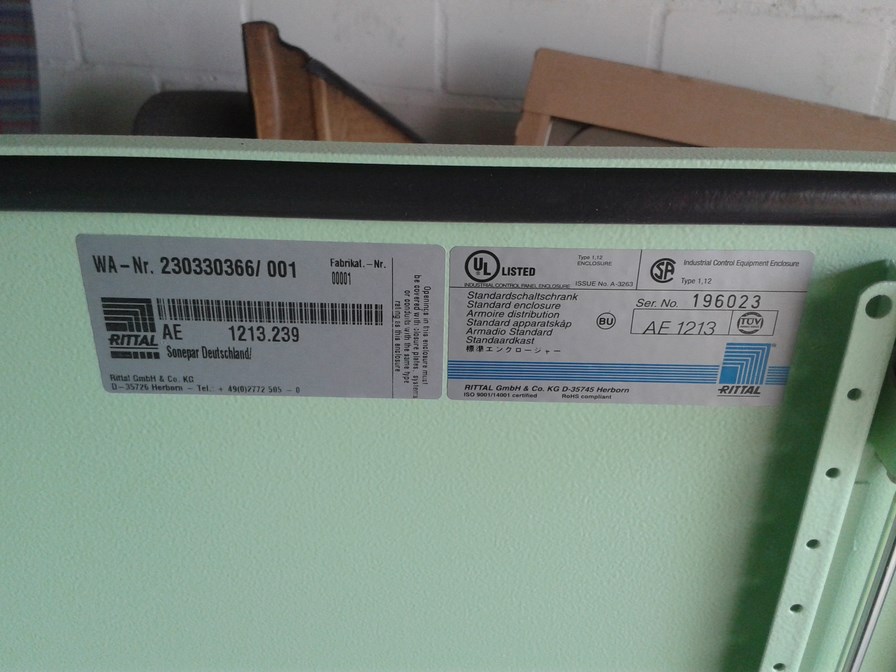 WA-Nr. 230330366/ 001
Fabrikat.-Nr.
00001
RITTAL
AE 1213.239
Sonepar Deutschland/
Rittal GmbH & Co. KG
D-35726 Herborn - Tel.: + 49(0)2772 505 - 0
Openings in this enclosure must
be covered with closure plates, systems
or conduits with the same type
rating as the enclosure
UL LISTED
Type 1,12
ENCLOSURE
INDUSTRIAL CONTROL PANEL ENCLOSURE
ISSUE No. A-3263
Standardschaltschrank
Standard enclosure
Armoire distribution
Standard apparatskåp
Armadio Standard
Standaardkast
標準エンクロージャー
BU
SA
Industrial Control Equipment Enclosure
Type 1,12
Ser. No. 196023
AE 1213
TÜV
RITTAL
RITTAL GmbH & Co. KG D-35745 Herborn
ISO 9001/14001 certified RoHS compliant